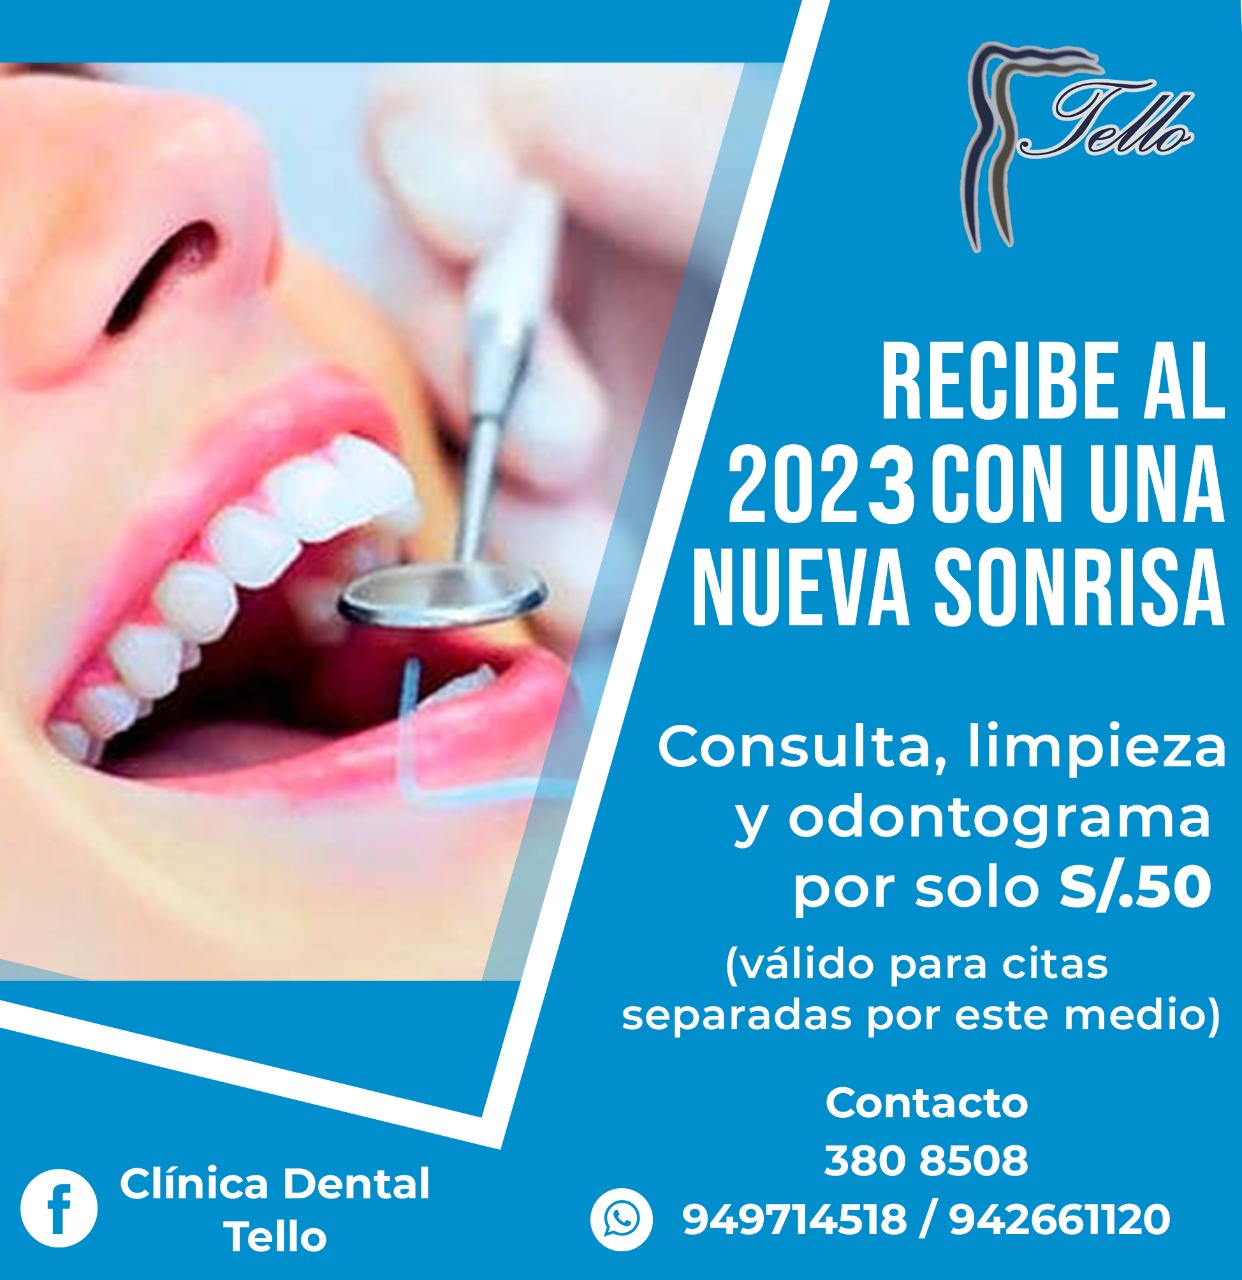 Tello
RECIBE AL
2023 CON UNA
NUEVA SONRISA
Consulta, limpieza
y odontograma
por solo S/.50
(válido para citas
separadas por este medio)
Contacto
380 8508
949714518 / 942661120
Clínica Dental
Tello